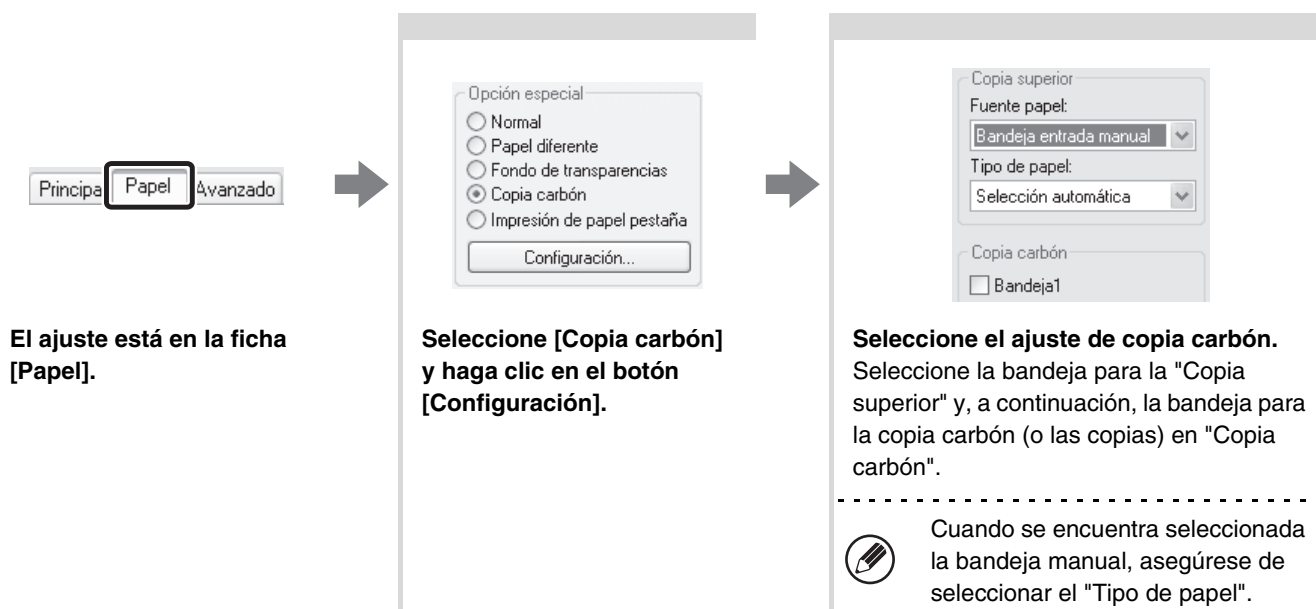 Principa Papel Avanzado
El ajuste está en la ficha
[Papel].
Opción especial
Normal
Papel diferente
Fondo de transparencias
Copia carbón
Impresión de papel pestaña
Configuración...
Seleccione [Copia carbón]
y haga clic en el botón
[Configuración].
Copia superior
Fuente papel:
Bandeja entrada manual
Tipo de papel:
Selección automática
Copia carbón
Bandeja1
Seleccione el ajuste de copia carbón.
Seleccione la bandeja para la "Copia
superior" y, a continuación, la bandeja para
la copia carbón (o las copias) en "Copia
carbón".
Cuando se encuentra seleccionada
la bandeja manual, asegúrese de
seleccionar el "Tipo de papel".